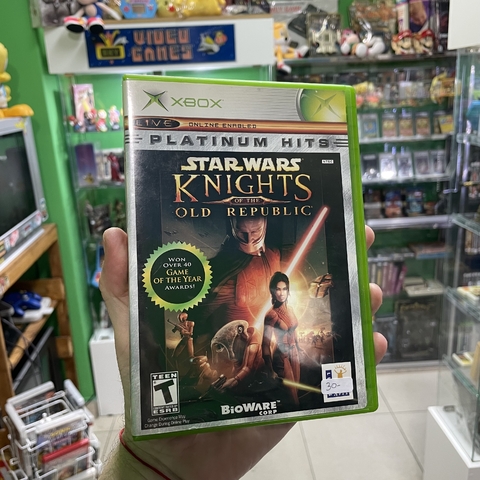 VIDEO
GAMES
XBOX
LIVE ONLINE ENABLED
PLATINUM HITS
STAR WARS
KNIGHTS
OF THE
OLD REPUBLIC
WON
OVER 40
GAME OF
THE YEAR
AWARDS!
TEEN
T
ESRB
BIOWARE
CORP
30-